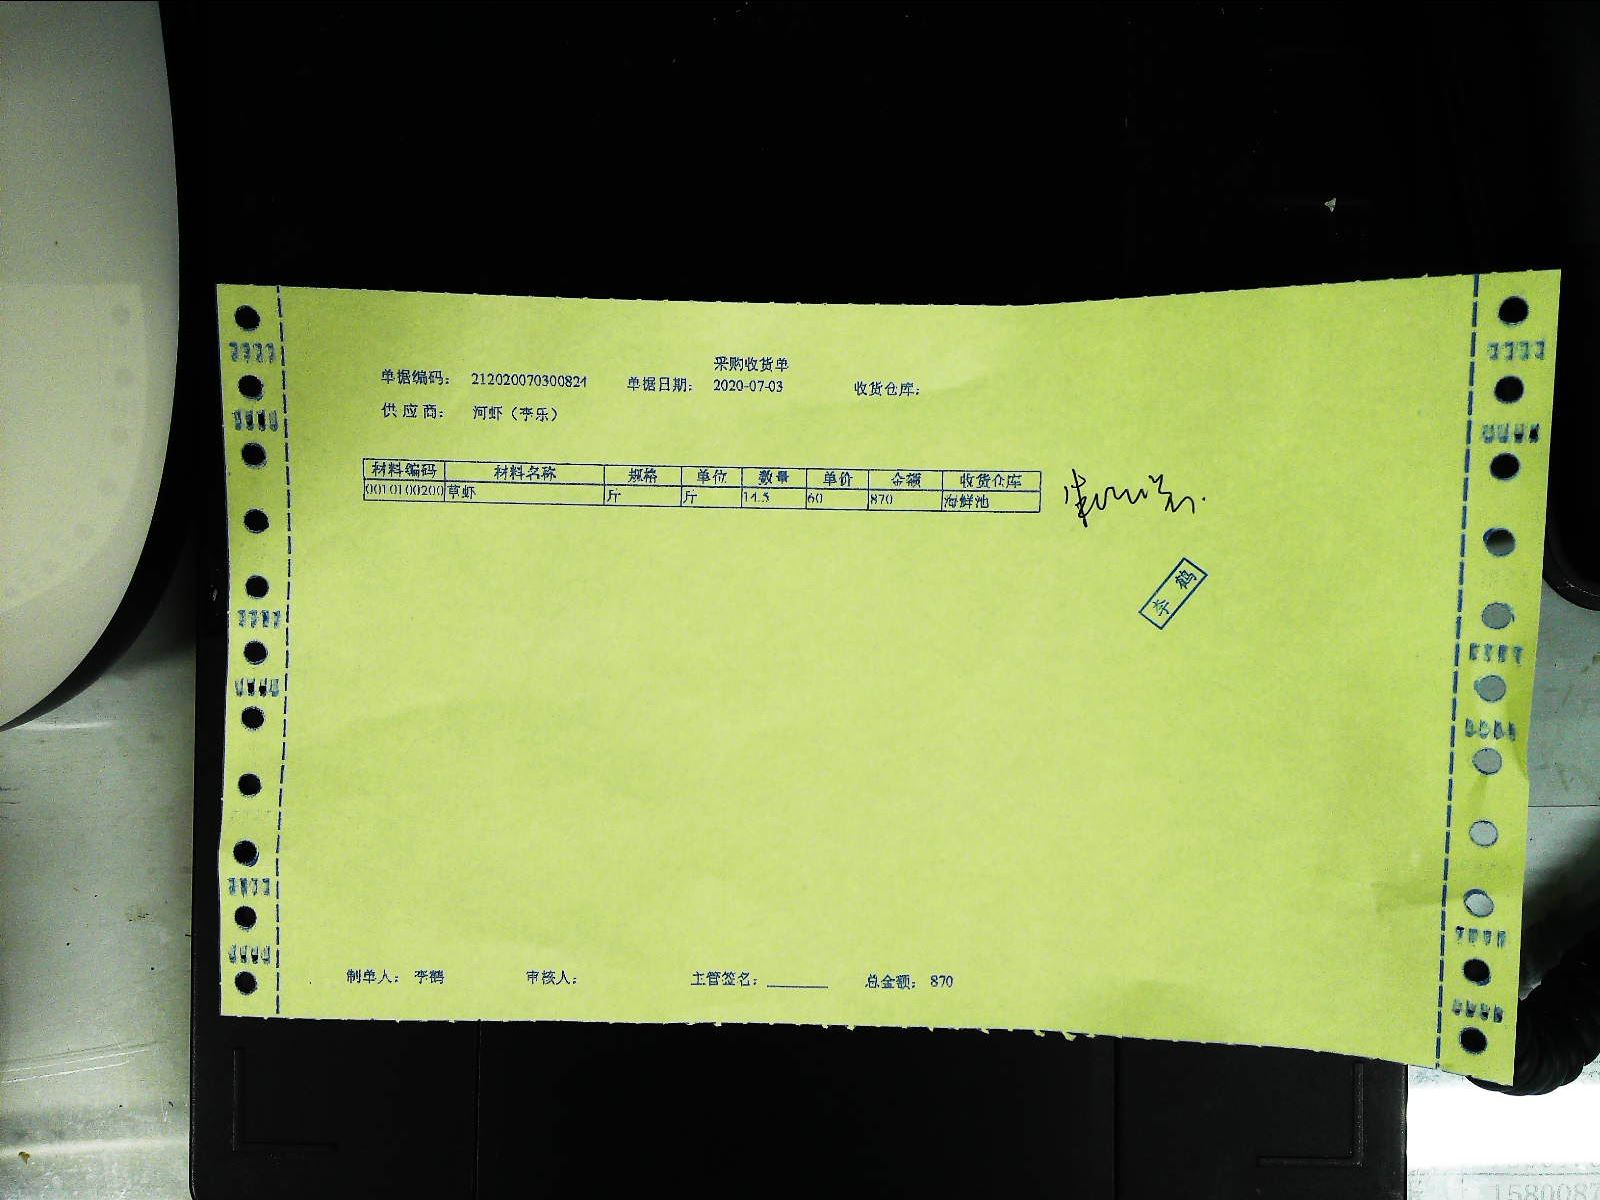 采购收货单
单据编码： 212020070300824 单据日期： 2020-07-03 收货仓库：
供应商： 河虾（李乐）
材料编码 材料名称 规格 单位 数量 单价 金额 收货仓库
0010100200 草虾 斤 斤 14.5 60 870 海鲜池
李鹤
制单人： 李鹤 审核人： 主管签名： 总金额： 870